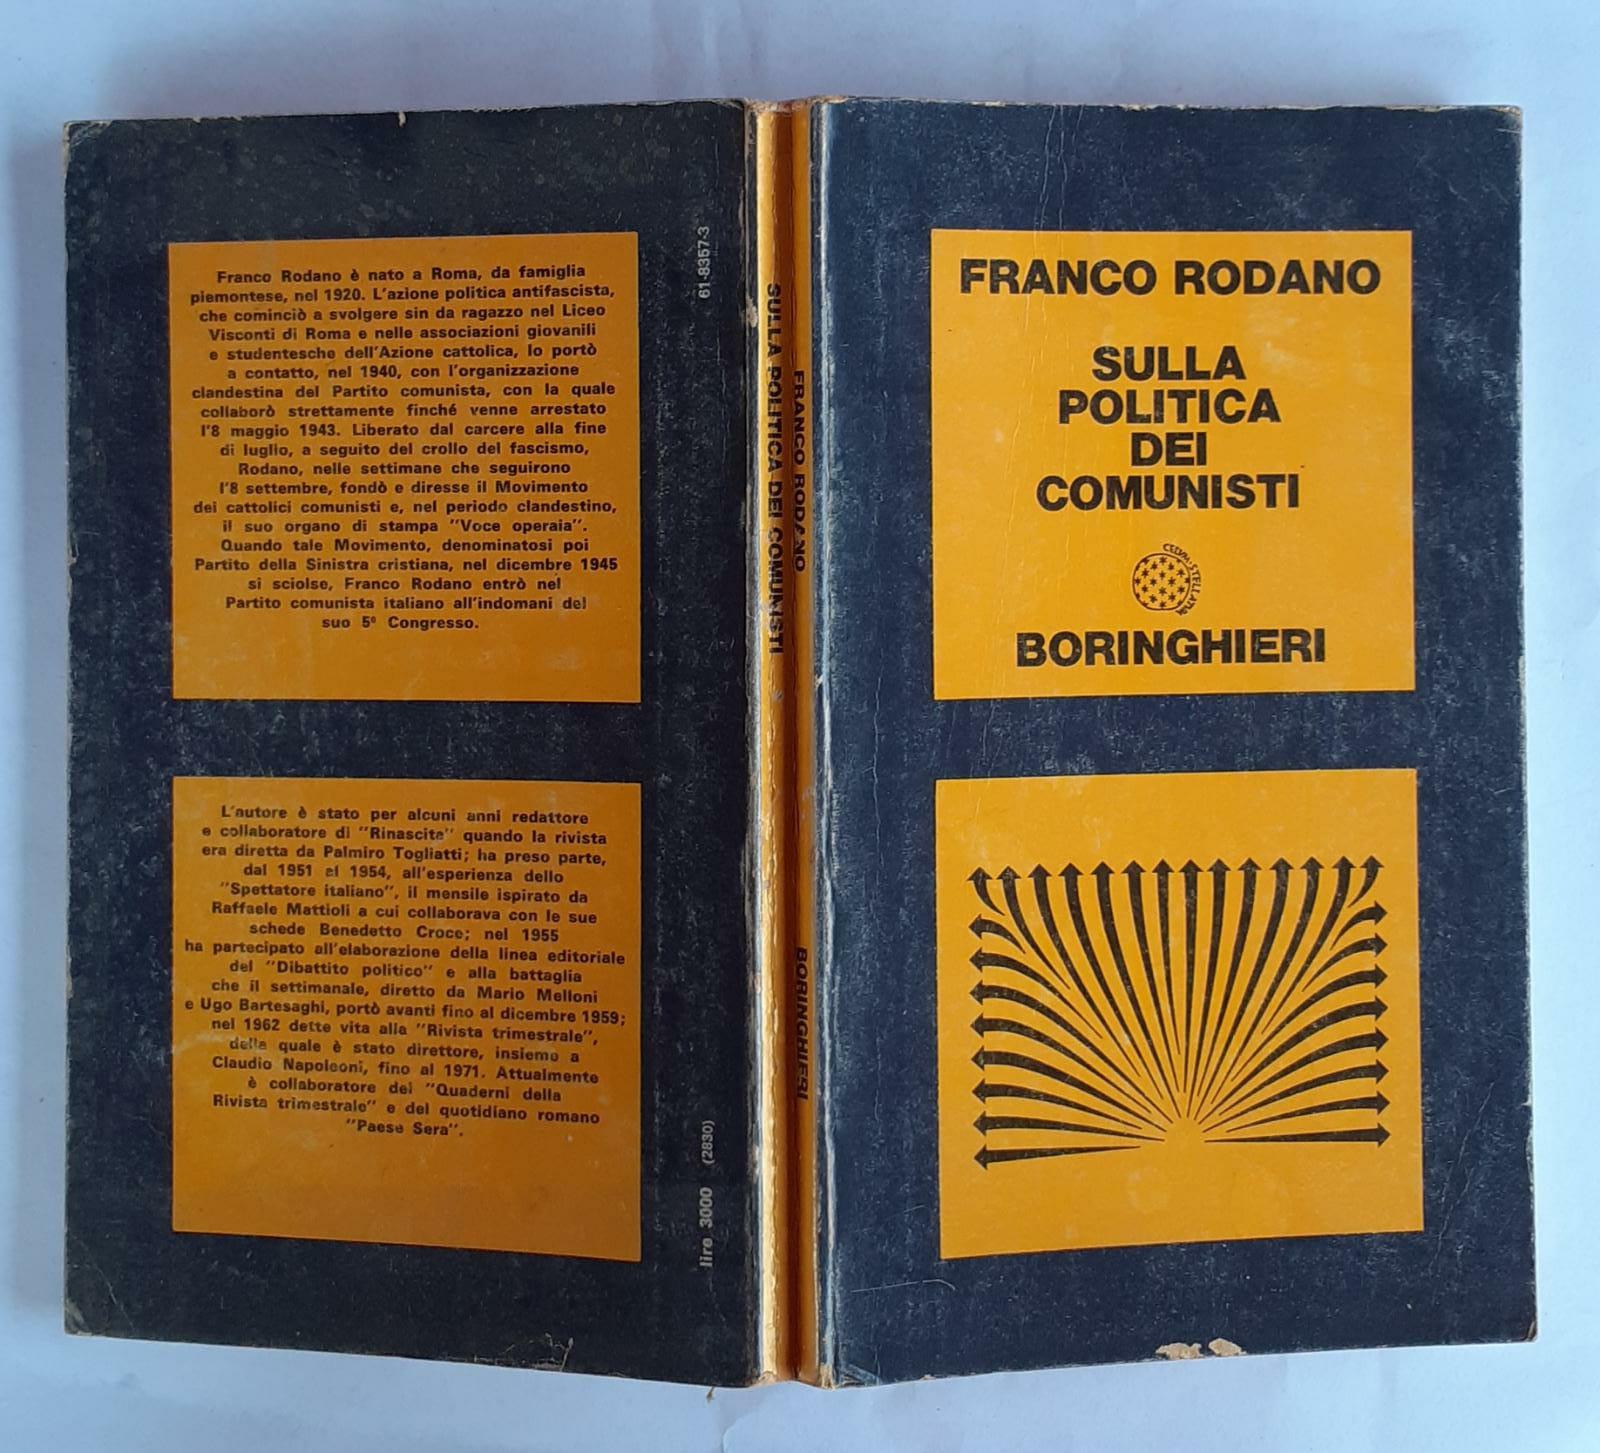 Franco Rodano è nato a Roma, da famiglia
piemontese, nel 1920. L'azione politica antifascista,
che cominciò a svolgere sin da ragazzo nel Liceo
Visconti di Roma e nelle associazioni giovanili
e studentesche dell'Azione cattolica, lo portò
a contatto, nel 1940, con l'organizzazione
clandestina del Partito comunista, con la quale
collaborò strettamente finché venne arrestato
l'8 maggio 1943. Liberato dal carcere alla fine
di luglio, a seguito del crollo del fascismo,
Rodano, nelle settimane che seguirono
l'8 settembre, fondò e diresse il Movimento
dei cattolici comunisti e, nel periodo clandestino,
il suo organo di stampa "Voce operaia".
Quando tale Movimento, denominatosi poi
Partito della Sinistra cristiana, nel dicembre 1945
si sciolse, Franco Rodano entrò nel
Partito comunista italiano all'indomani del
suo 5º Congresso.
L'autore è stato per alcuni anni redattore
e collaboratore di "Rinascita" quando la rivista
era diretta da Palmiro Togliatti; ha preso parte,
dal 1951 al 1954, all'esperienza dello
"Spettatore italiano", il mensile ispirato da
Raffaele Mattioli a cui collaborava con le sue
schede Benedetto Croce; nel 1955
ha partecipato all'elaborazione della linea editoriale
del "Dibattito politico" e alla battaglia
che il settimanale, diretto da Mario Melloni
e Ugo Bartesaghi, portò avanti fino al dicembre 1959;
nel 1962 dette vita alla "Rivista trimestrale",
della quale è stato direttore, insieme a
Claudio Napoleoni, fino al 1971. Attualmente
è collaboratore dei "Quaderni della
Rivista trimestrale" e del quotidiano romano
"Paese Sera".
61-8357-3
lire 3000 (2830)
FRANCO RODANO
SULLA POLITICA DEI COMUNISTI
BORINGHIERI
FRANCO RODANO
SULLA
POLITICA
DEI
COMUNISTI
CELVM STELLATVM
BORINGHIERI